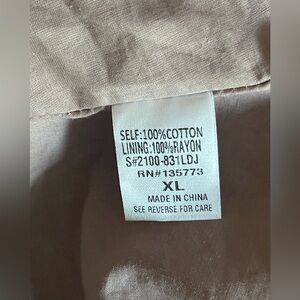 SELF:100%COTTON
LINING:100%RAYON
S#2100-831LDJ
RN#135773
XL
MADE IN CHINA
SEE REVERSE FOR CARE